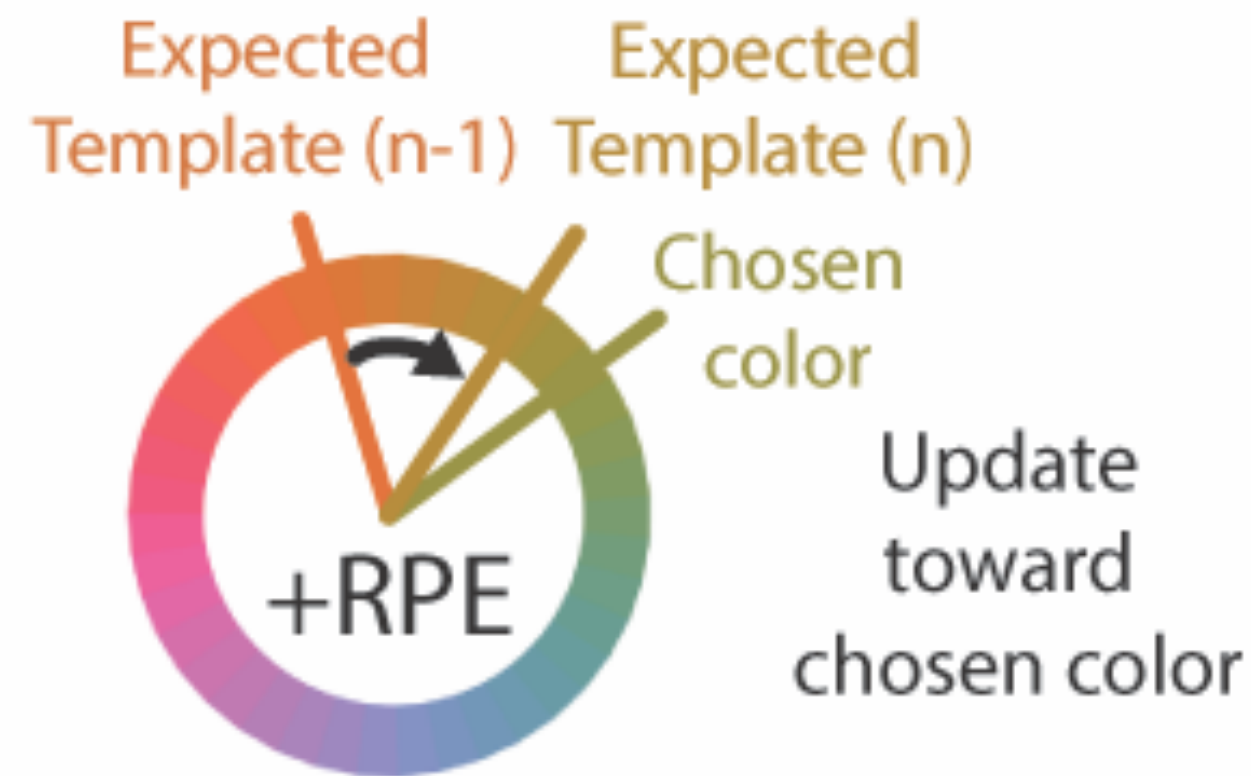 Expected
Template (n-1)
Expected
Template (n)
Chosen
color
Update
toward
chosen color
+RPE